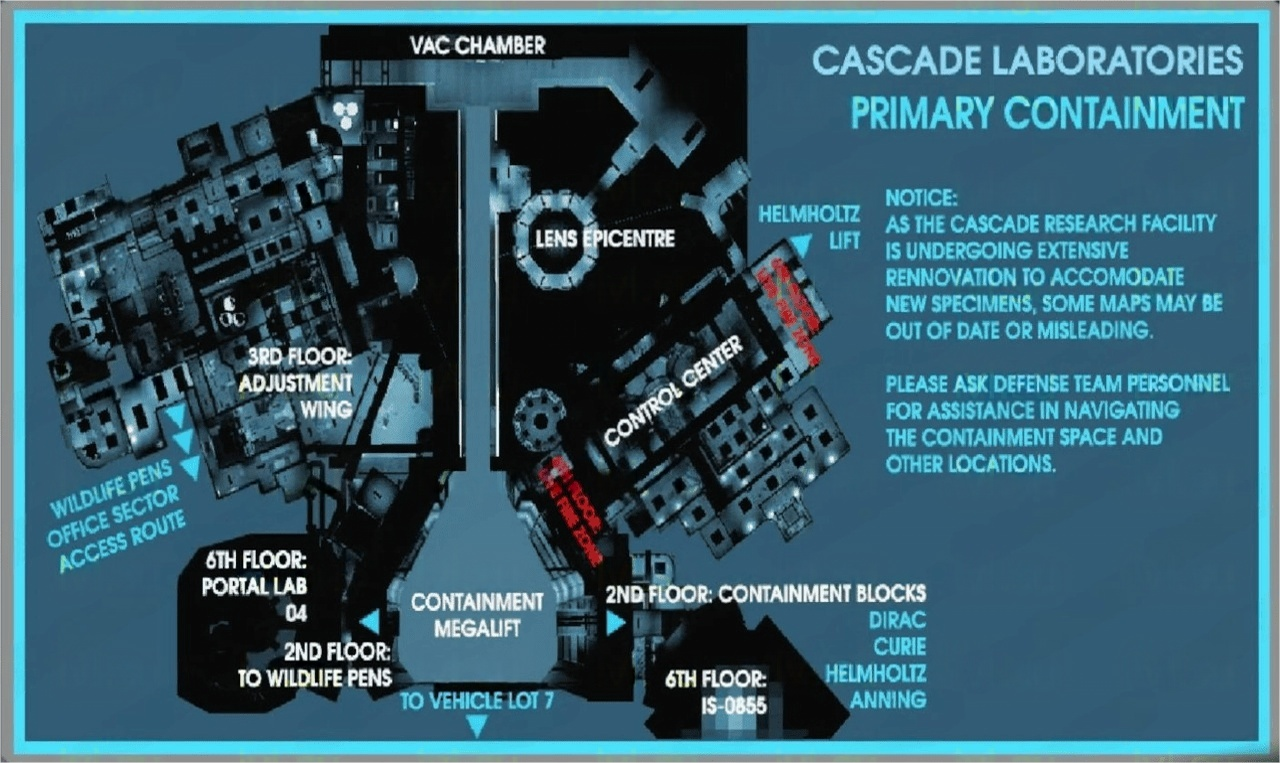 VAC CHAMBER
CASCADE LABORATORIES
PRIMARY CONTAINMENT
NOTICE:
AS THE CASCADE RESEARCH FACILITY
IS UNDERGOING EXTENSIVE
RENNOVATION TO ACCOMODATE
NEW SPECIMENS, SOME MAPS MAY BE
OUT OF DATE OR MISLEADING.
PLEASE ASK DEFENSE TEAM PERSONNEL
FOR ASSISTANCE IN NAVIGATING
THE CONTAINMENT SPACE AND
OTHER LOCATIONS.
HELMHOLTZ
LIFT
LENS EPICENTRE
CONTROL CENTER
3RD FLOOR:
ADJUSTMENT
WING
WILDLIFE PENS
OFFICE SECTOR
ACCESS ROUTE
FLOOR:
FIRE ZONE
6TH FLOOR:
PORTAL LAB
04
2ND FLOOR:
TO WILDLIFE PENS
CONTAINMENT
MEGALIFT
TO VEHICLE LOT 7
2ND FLOOR: CONTAINMENT BLOCKS
DIRAC
CURIE
HELMHOLTZ
ANNING
6TH FLOOR:
IS-0855